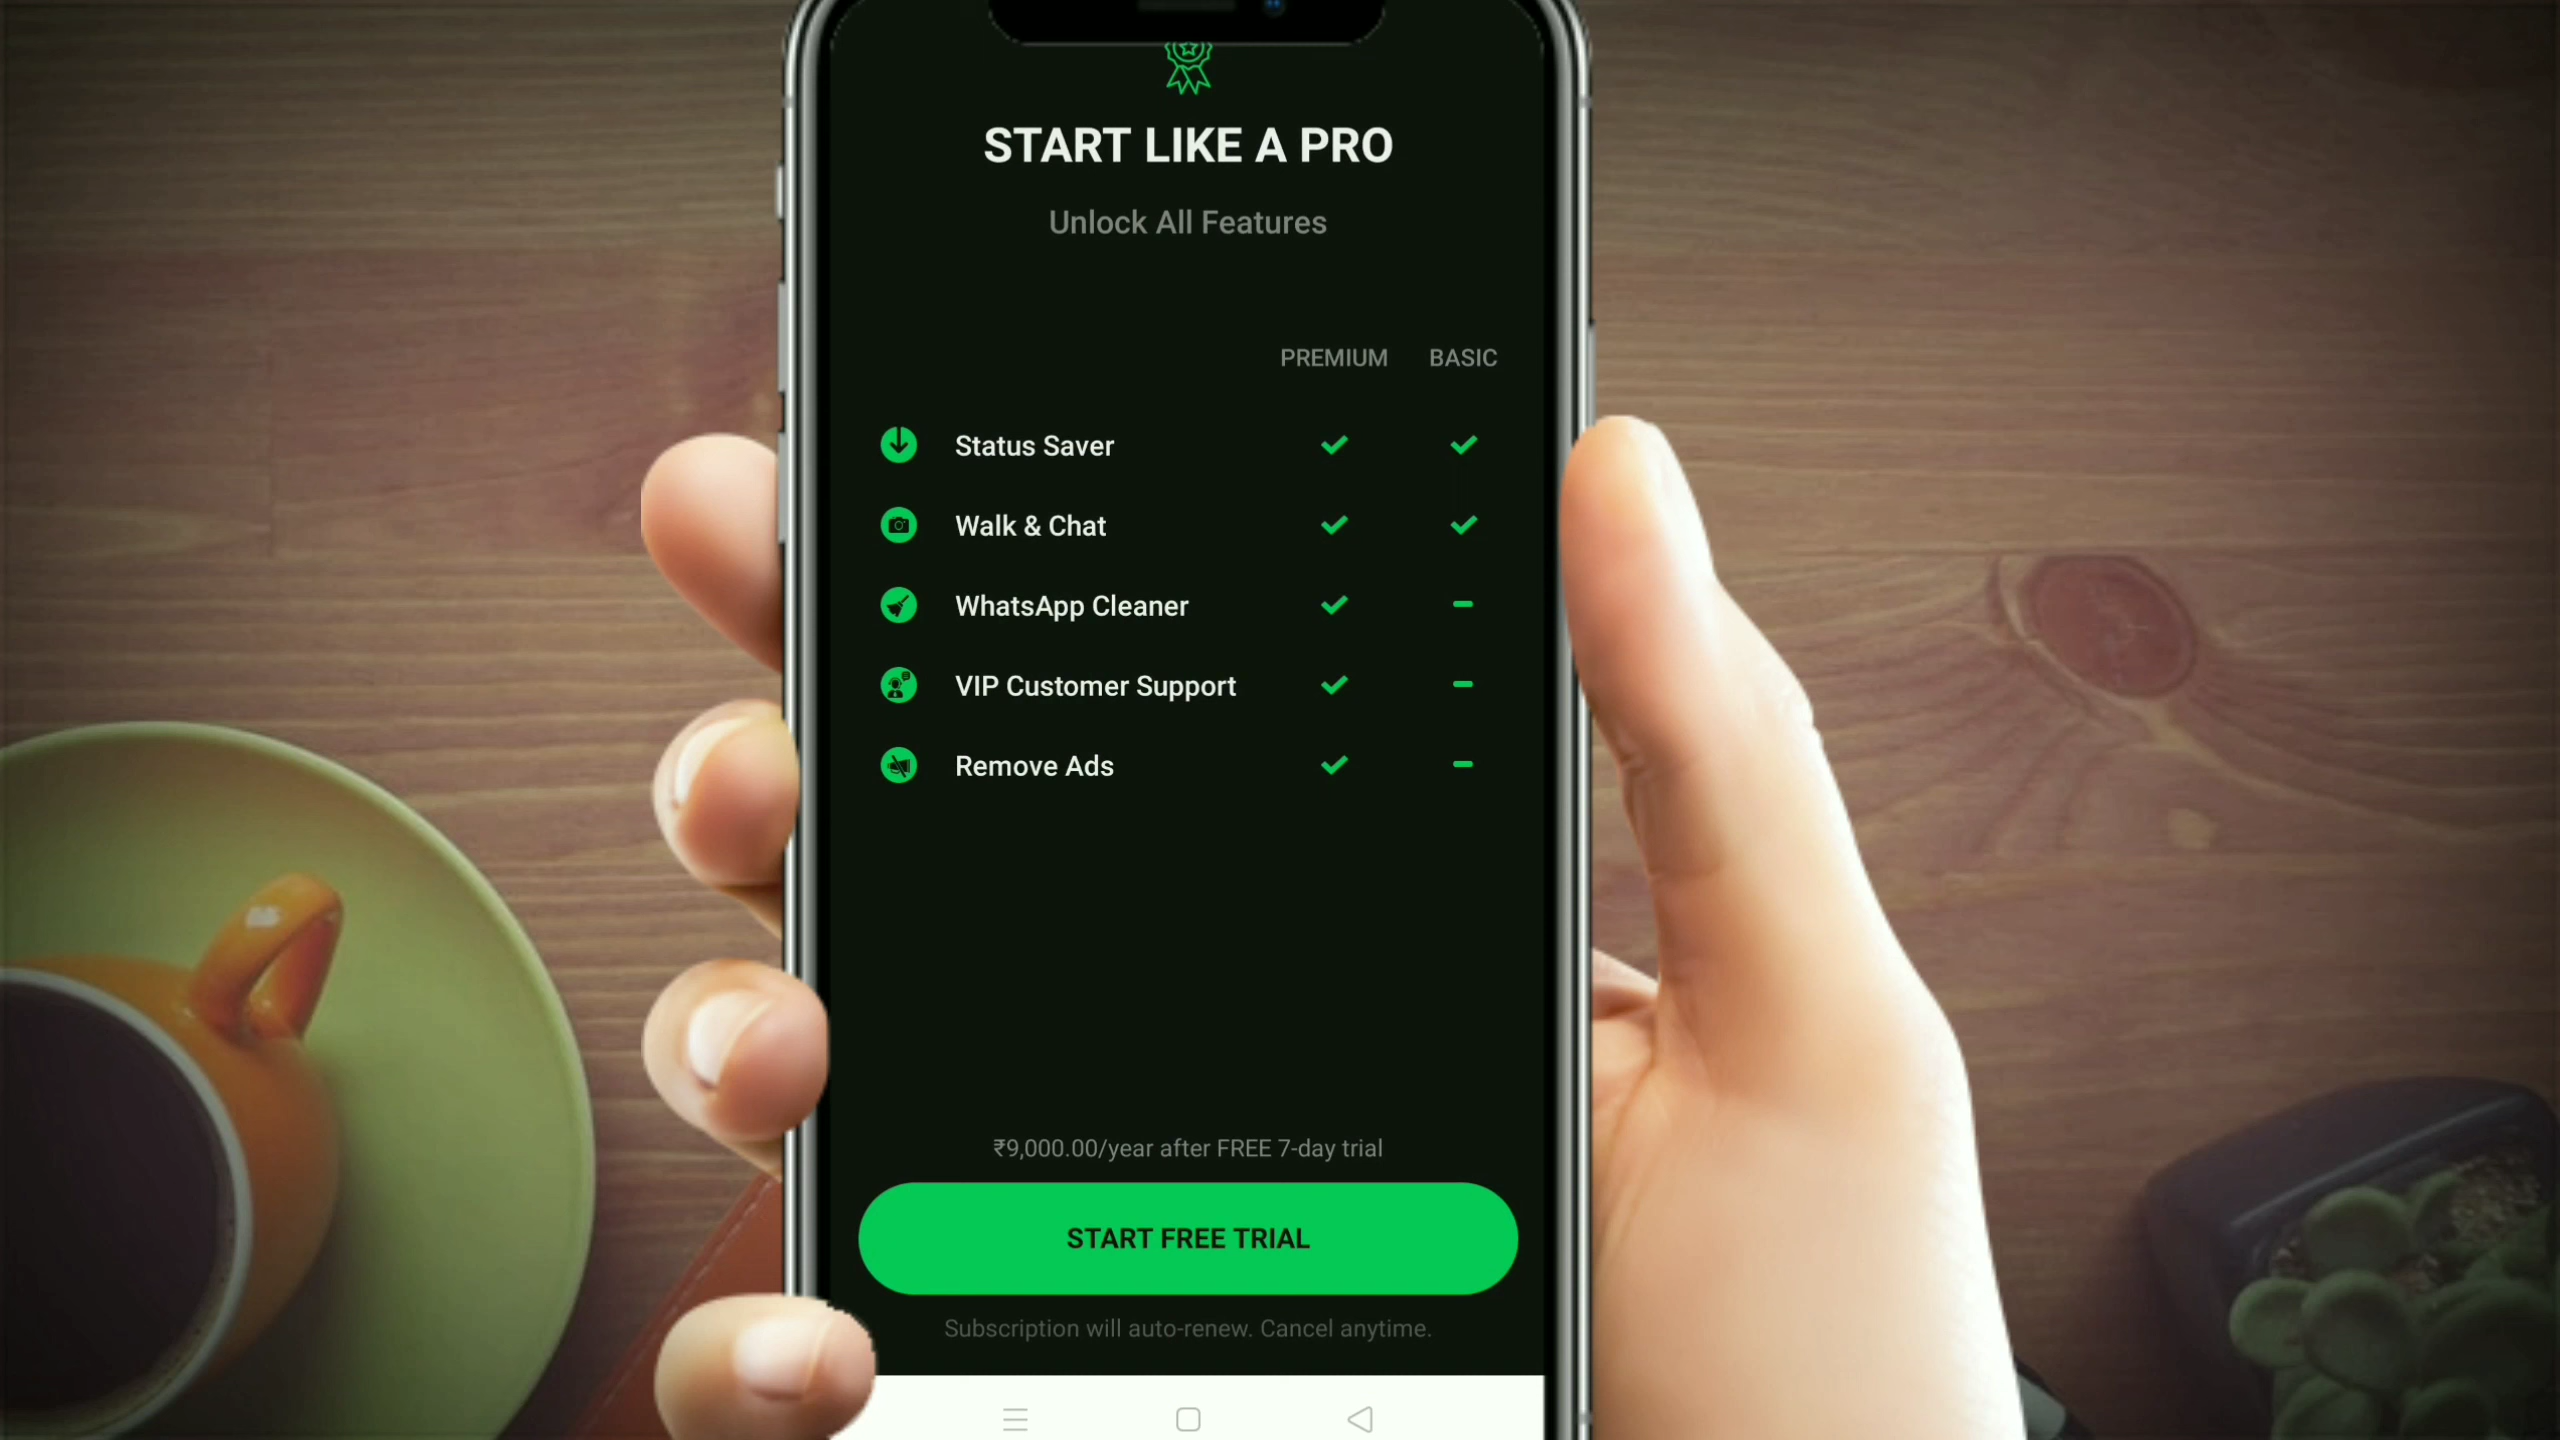 START LIKE A PRO
Unlock All Features
PREMIUM BASIC
Status Saver
Walk & Chat
WhatsApp Cleaner
VIP Customer Support
Remove Ads
₹9,000.00/year after FREE 7-day trial
START FREE TRIAL
Subscription will auto-renew. Cancel anytime.